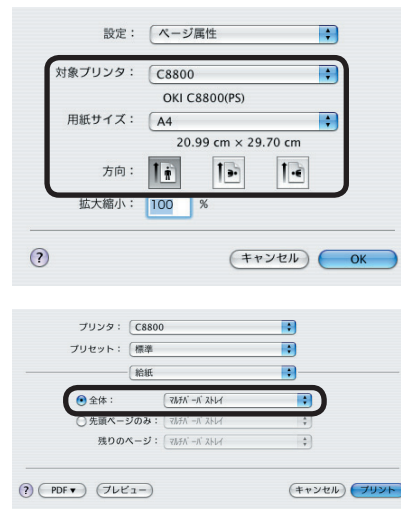 設定： ページ属性
対象プリンタ： C8800
OKI C8800(PS)
用紙サイズ： A4
20.99 cm × 29.70 cm
方向：
拡大縮小： 100 %
? キャンセル OK
プリンタ： C8800
プリセット： 標準
給紙
全体： ﾏﾙﾁﾊﾟｰﾊﾟｽﾄﾚｲ
先頭ページのみ： ﾏﾙﾁﾊﾟｰﾊﾟｽﾄﾚｲ
残りのページ： ﾏﾙﾁﾊﾟｰﾊﾟｽﾄﾚｲ
? PDF▼ プレビュー キャンセル プリント